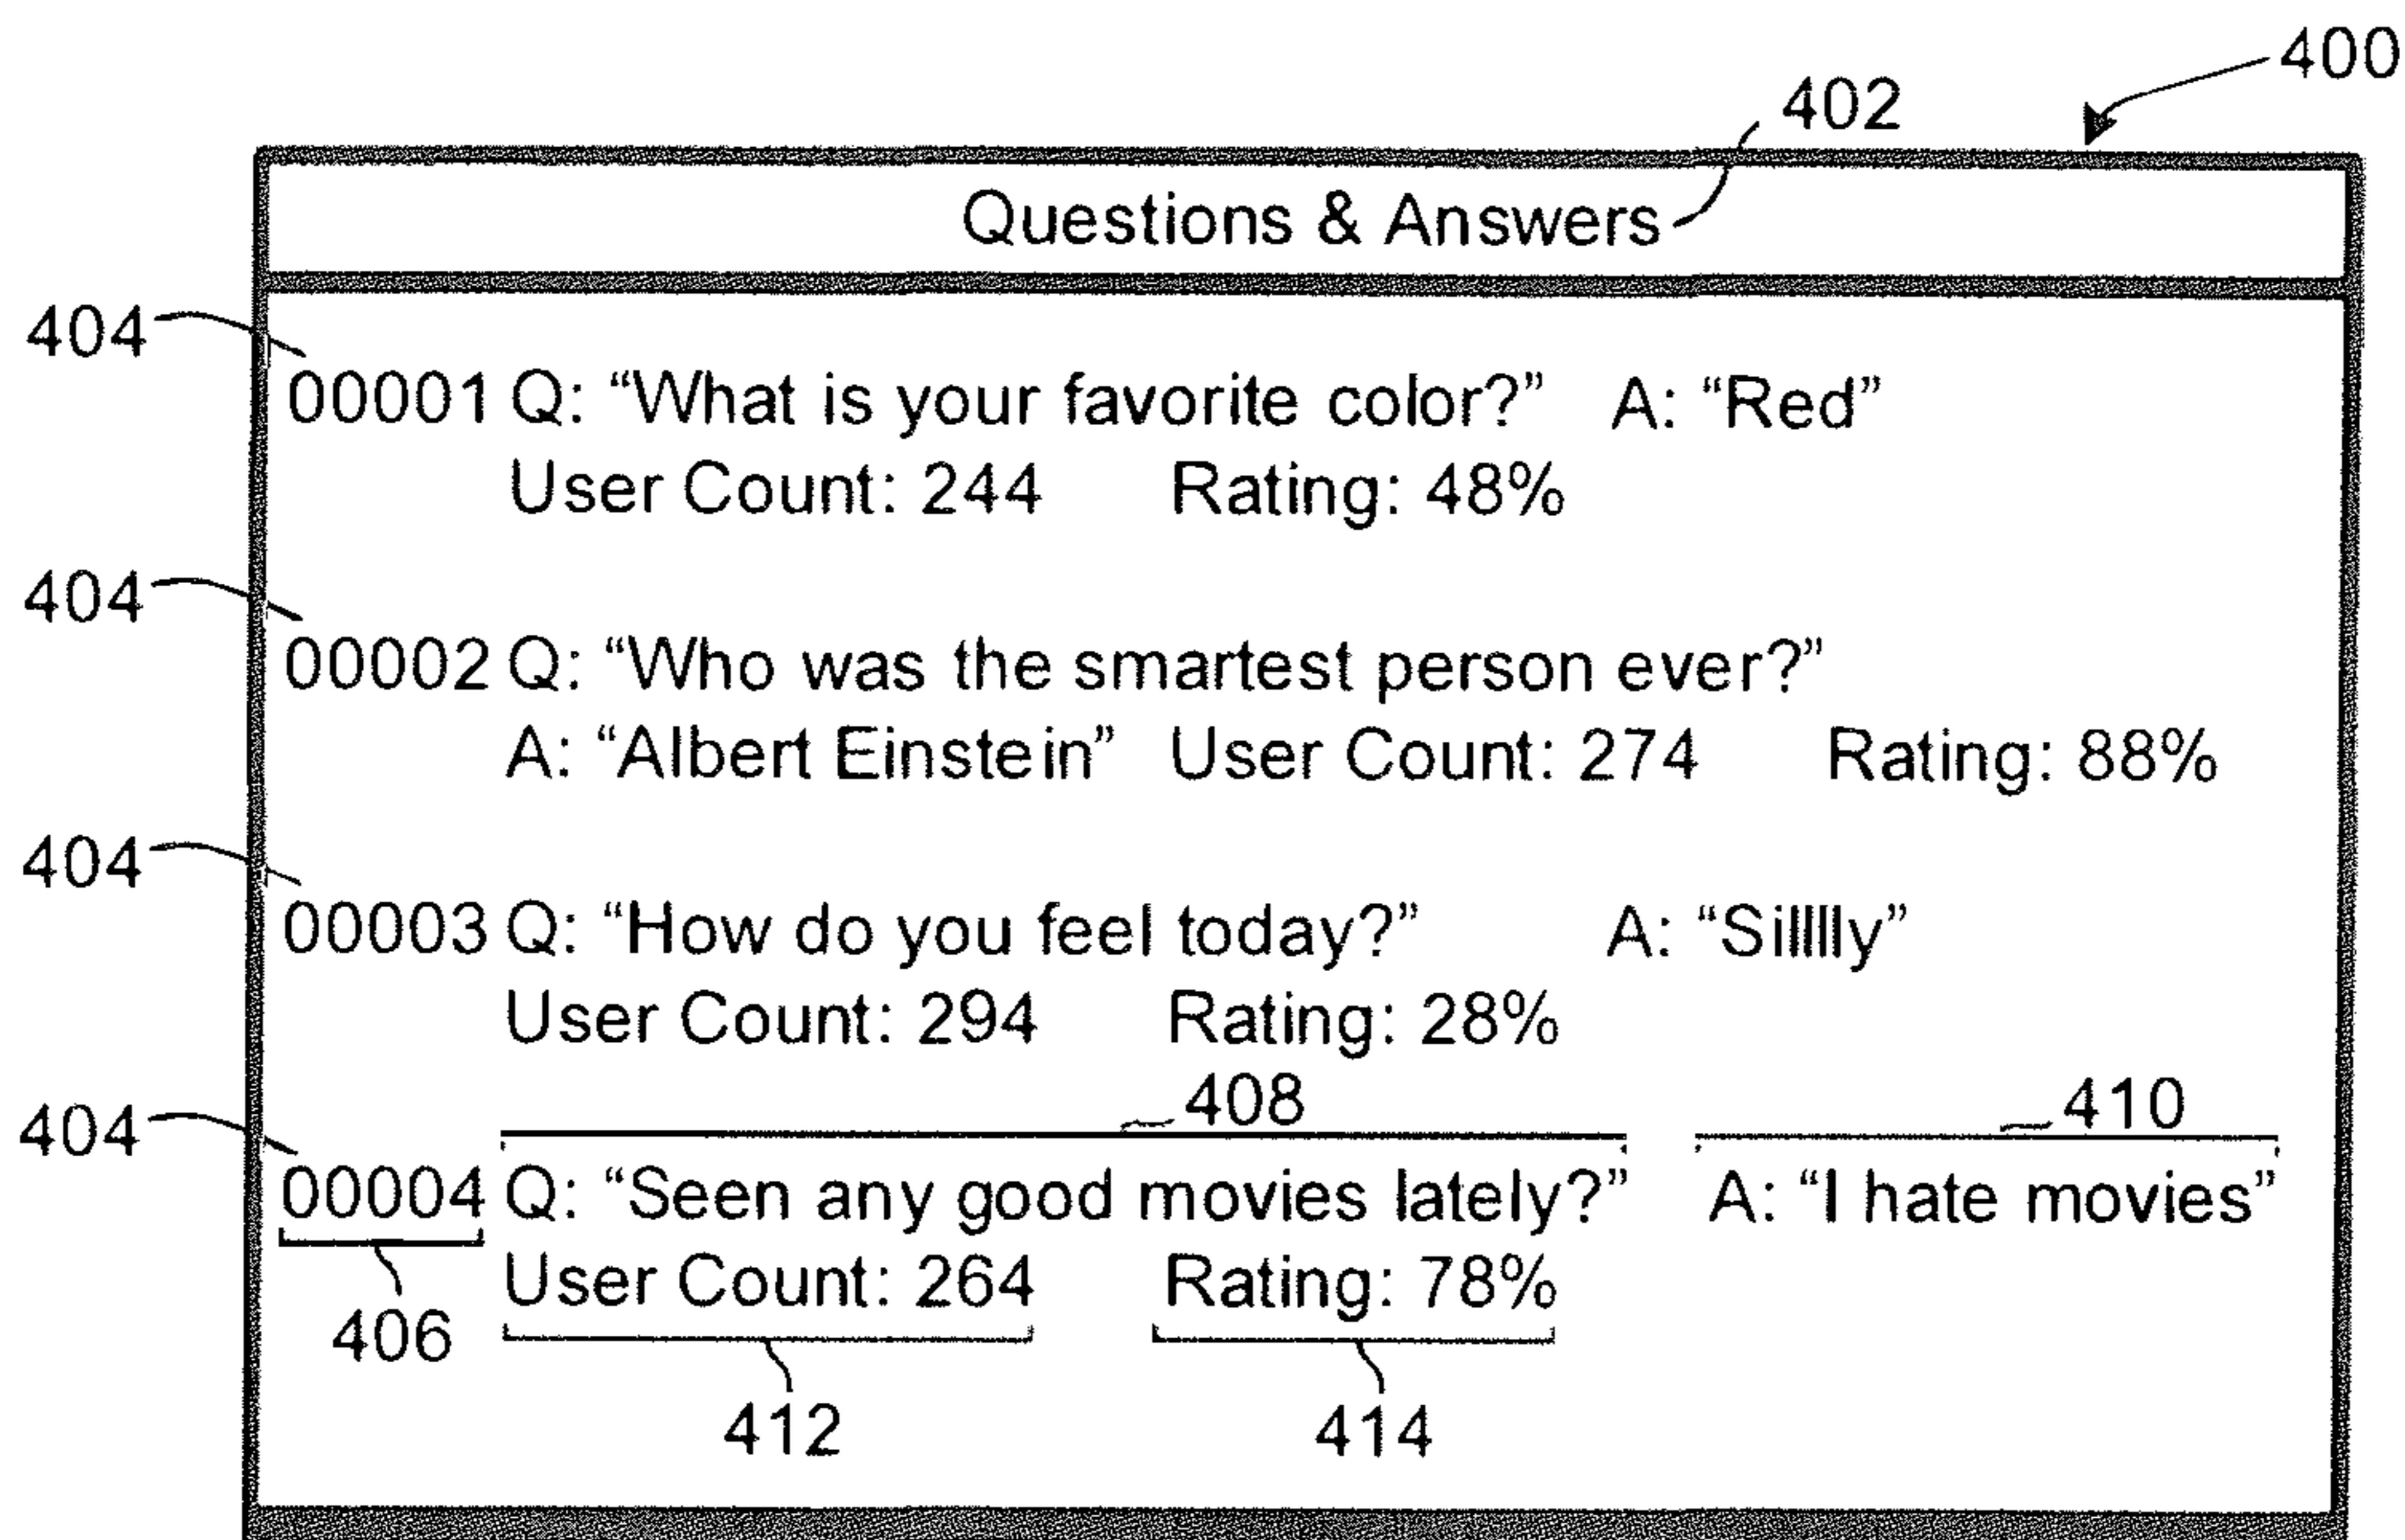 400
402
Questions & Answers
404
00001 Q: “What is your favorite color?” A: “Red”
User Count: 244 Rating: 48%
404
00002 Q: “Who was the smartest person ever?”
A: “Albert Einstein” User Count: 274 Rating: 88%
404
00003 Q: “How do you feel today?” A: “Silllly”
User Count: 294 Rating: 28%
408 410
404
00004 Q: “Seen any good movies lately?” A: “I hate movies”
User Count: 264 Rating: 78%
406
412 414